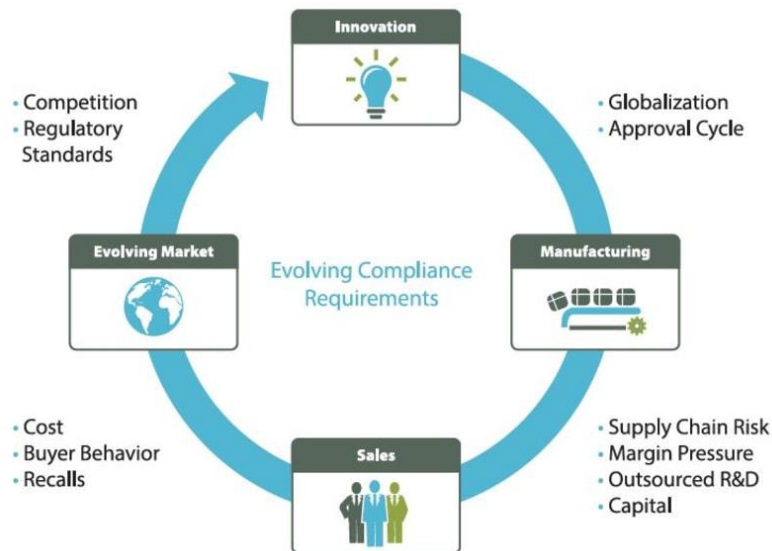 Innovation
• Competition
• Regulatory
Standards
• Globalization
• Approval Cycle
Evolving Market
Evolving Compliance
Requirements
Manufacturing
• Cost
• Buyer Behavior
• Recalls
Sales
• Supply Chain Risk
• Margin Pressure
• Outsourced R&D
• Capital